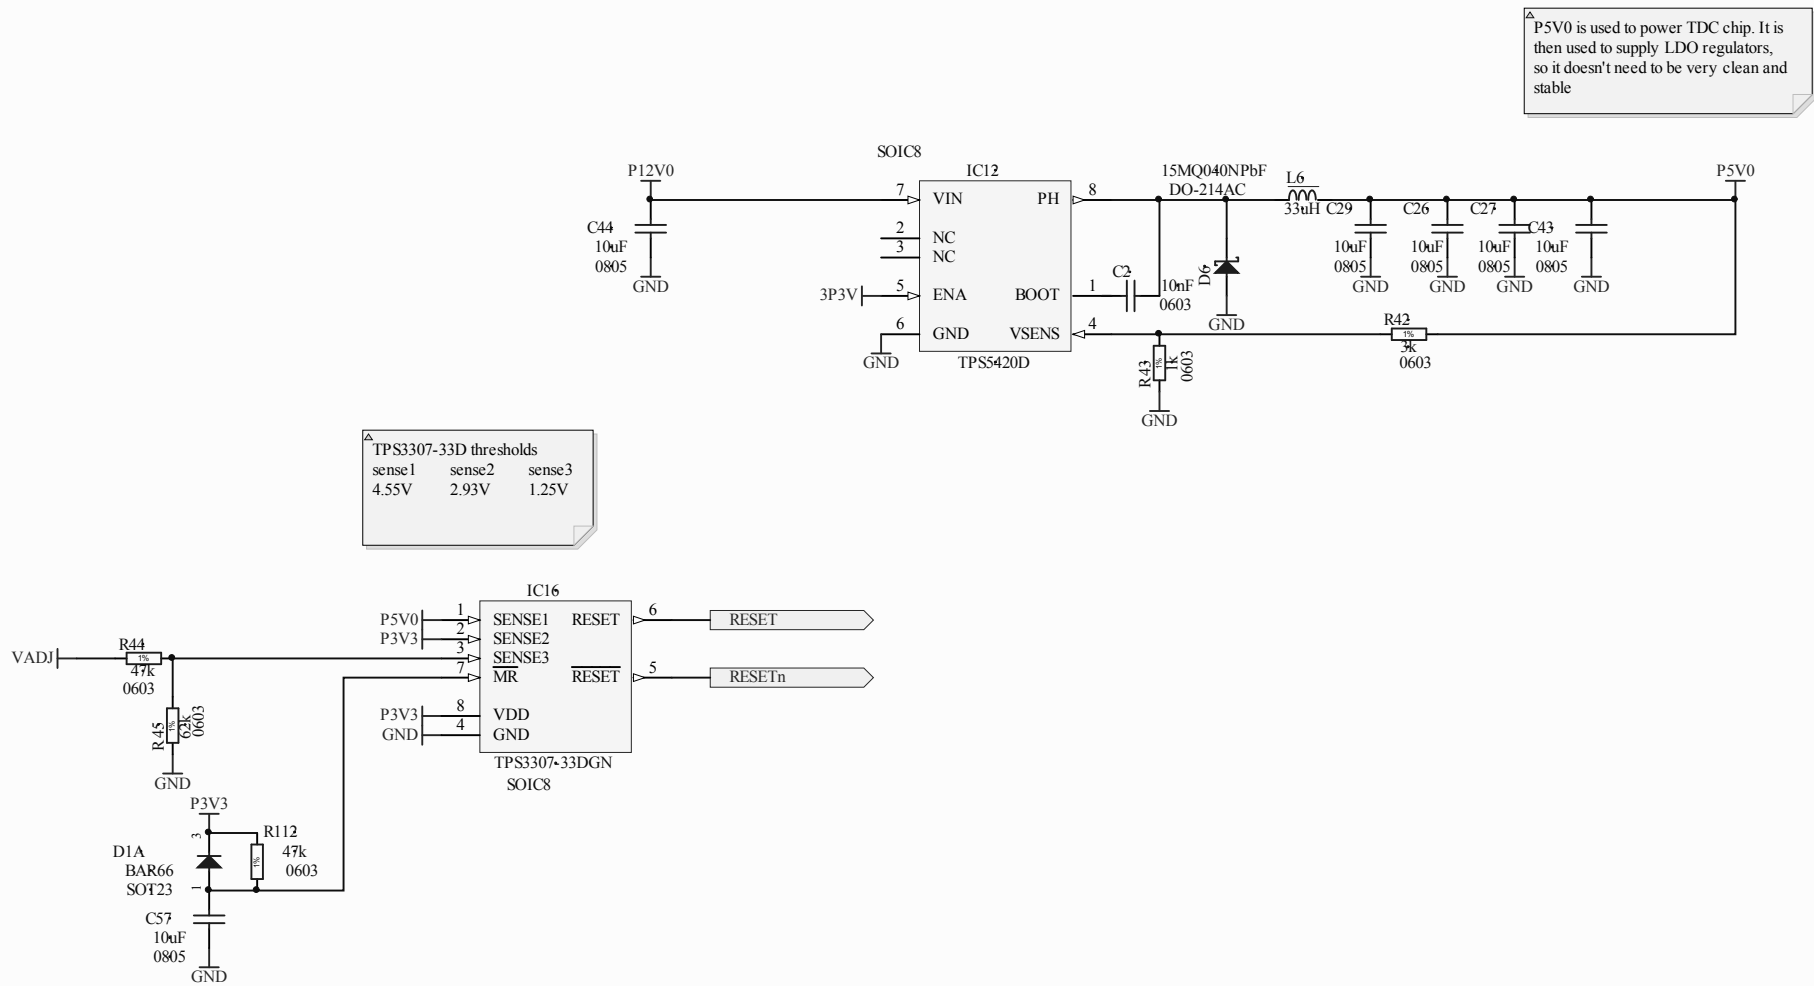 P5V0 is used to power TDC chip. It is
then used to supply LDO regulators,
so it doesn't need to be very clean and
stable
SOIC8
P12V0
IC12
15MQ040NPbF
DO-214AC
L6
33uH
P5V0
7
VIN
PH
8
C44
10uF
0805
GND
2
NC
3
NC
C29
10uF
0805
GND
C26
10uF
0805
GND
C27
10uF
0805
GND
C43
10uF
0805
GND
3P3V
5
ENA
BOOT
1
C2
10nF
0603
D6
GND
6
GND
VSENS
4
GND
TPS5420D
R43
1%
1k
0603
GND
R42
1%
3k
0603
TPS3307-33D thresholds
sense1 sense2 sense3
4.55V 2.93V 1.25V
IC16
P5V0
1
SENSE1
RESET
6
RESET
P3V3
2
SENSE2
VADJ
R44
1%
47k
0603
3
SENSE3
7
MR
RESET
5
RESETn
R45
1%
62k
0603
GND
P3V3
8
VDD
GND
4
GND
TPS3307-33DGN
SOIC8
P3V3
3
D1A
BAR66
SOT23
1
R112
1%
47k
0603
C57
10uF
0805
GND